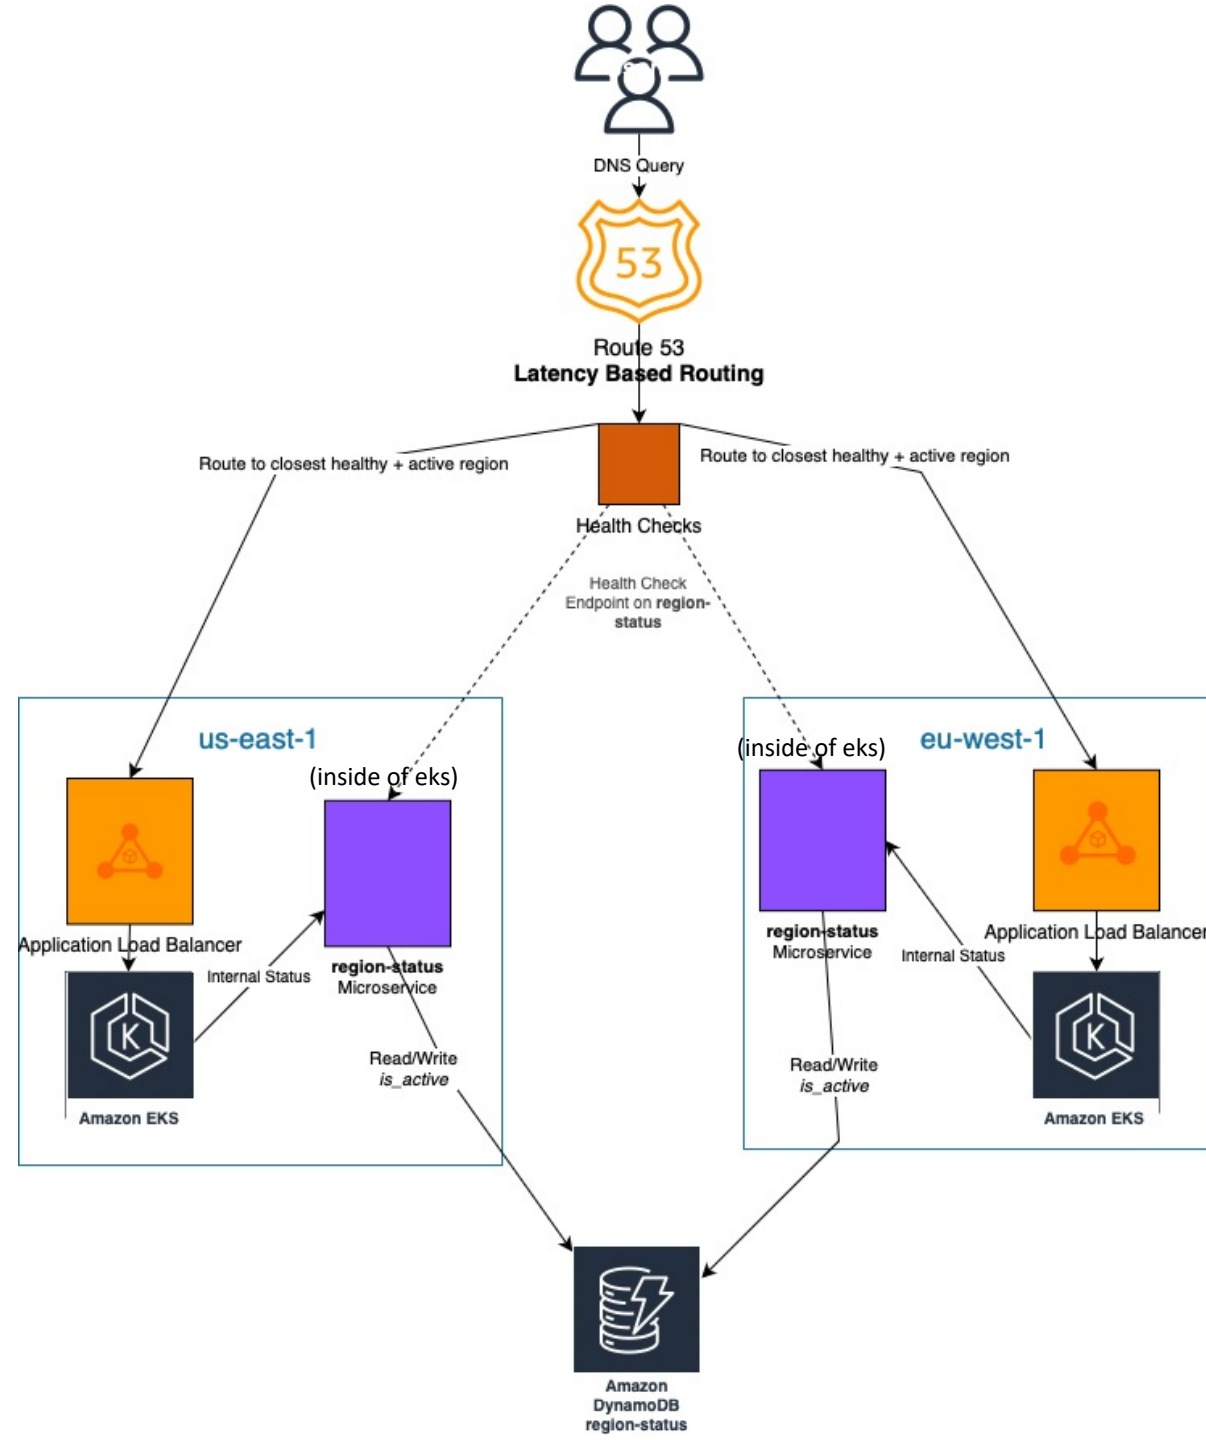 DNS Query
53
Route 53
Latency Based Routing
Route to closest healthy + active region
Route to closest healthy + active region
Health Checks
Health Check
Endpoint on region-
status
us-east-1
(inside of eks)
Application Load Balancer
Internal Status
region-status
Microservice
Read/Write
is_active
K
Amazon EKS
(inside of eks)
eu-west-1
region-status
Microservice
Application Load Balancer
Internal Status
Read/Write
is_active
K
Amazon EKS
Amazon
DynamoDB
region-status